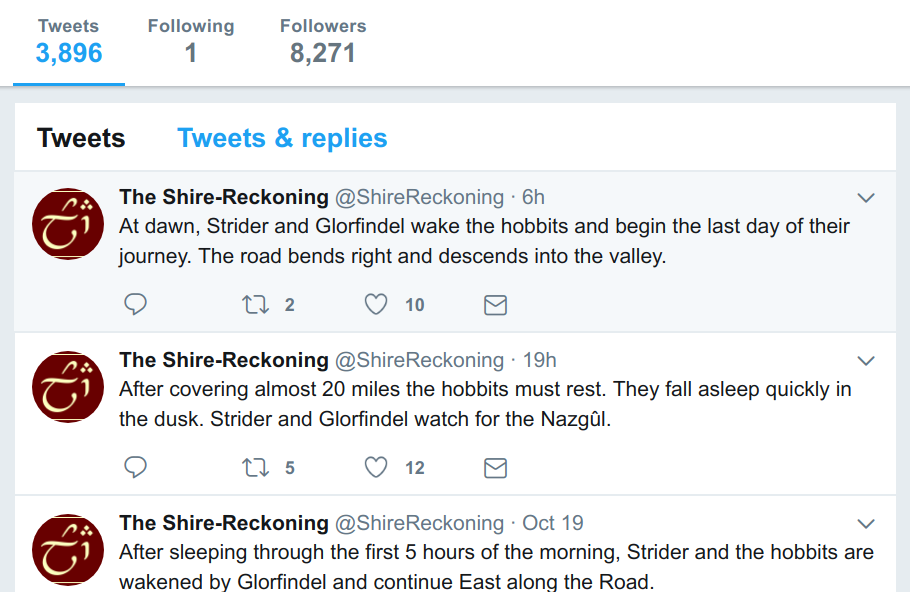 Tweets Following Followers
3,896 1 8,271
Tweets Tweets & replies
The Shire-Reckoning @ShireReckoning · 6h
At dawn, Strider and Glorfindel wake the hobbits and begin the last day of their
journey. The road bends right and descends into the valley.
2 10
The Shire-Reckoning @ShireReckoning · 19h
After covering almost 20 miles the hobbits must rest. They fall asleep quickly in
the dusk. Strider and Glorfindel watch for the Nazgûl.
5 12
The Shire-Reckoning @ShireReckoning · Oct 19
After sleeping through the first 5 hours of the morning, Strider and the hobbits are
wakened by Glorfindel and continue East along the Road.